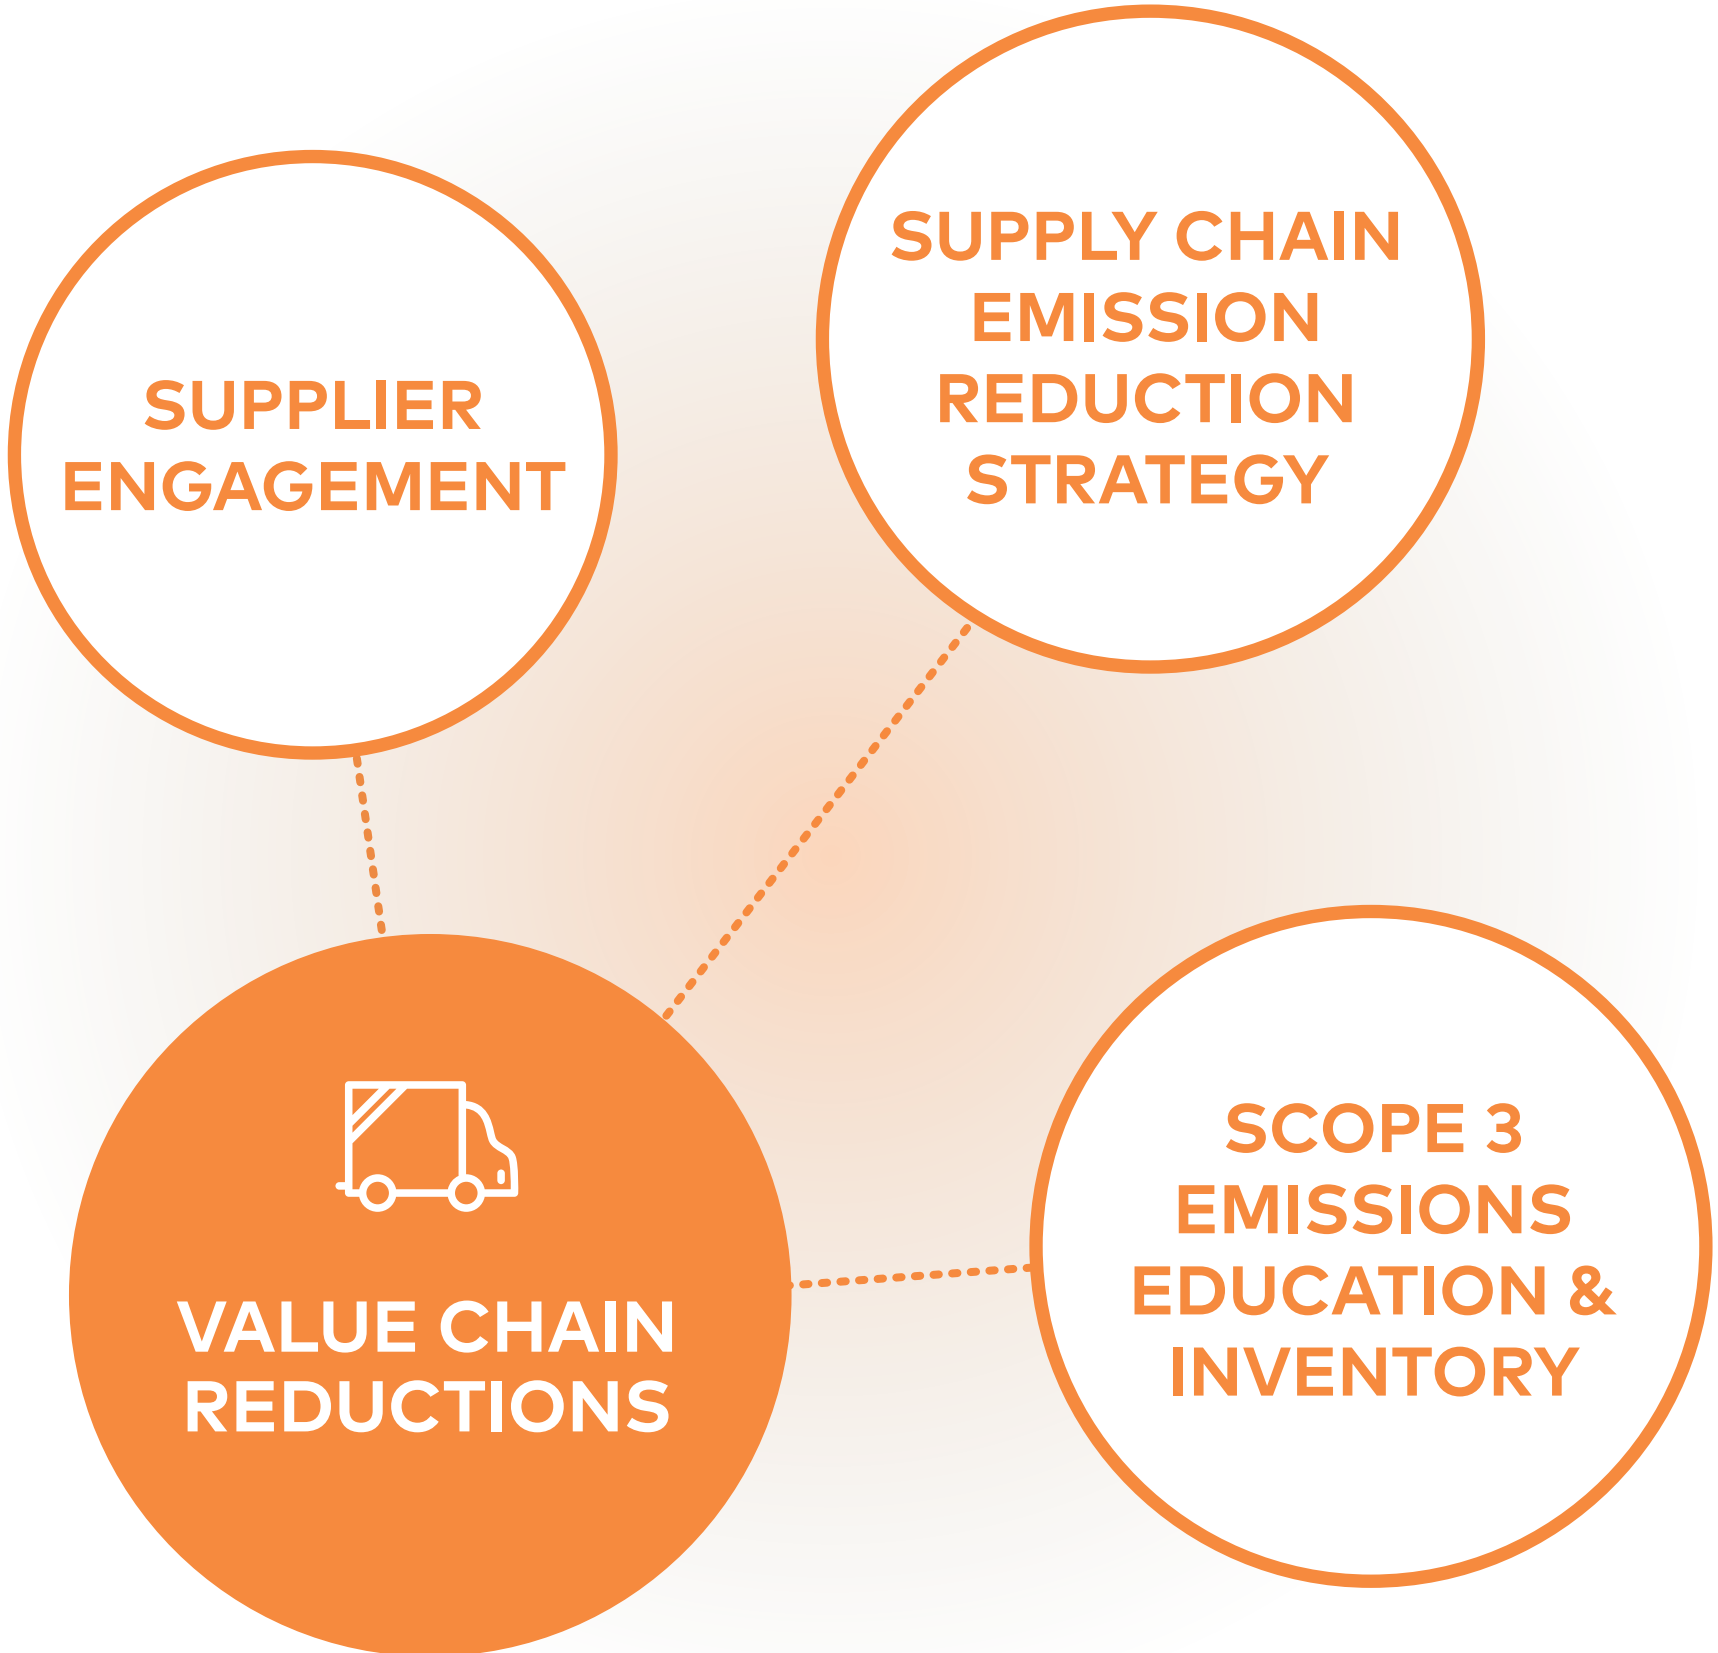 SUPPLIER
ENGAGEMENT
SUPPLY CHAIN
EMISSION
REDUCTION
STRATEGY
VALUE CHAIN
REDUCTIONS
SCOPE 3
EMISSIONS
EDUCATION &
INVENTORY